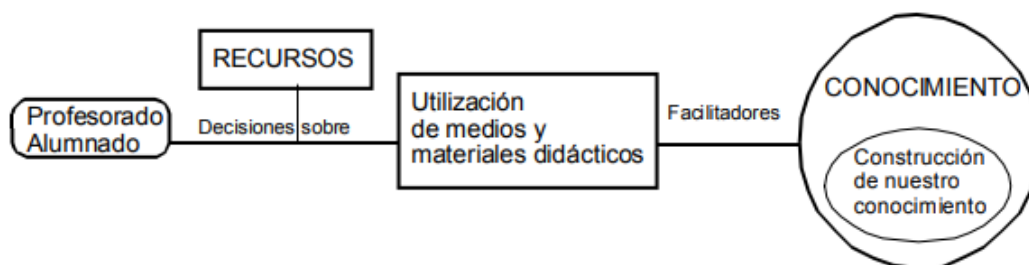 RECURSOS
Profesorado
Alumnado
Decisiones sobre
Utilización
de medios y
materiales didácticos
Facilitadores
CONOCIMIENTO
Construcción
de nuestro
conocimiento